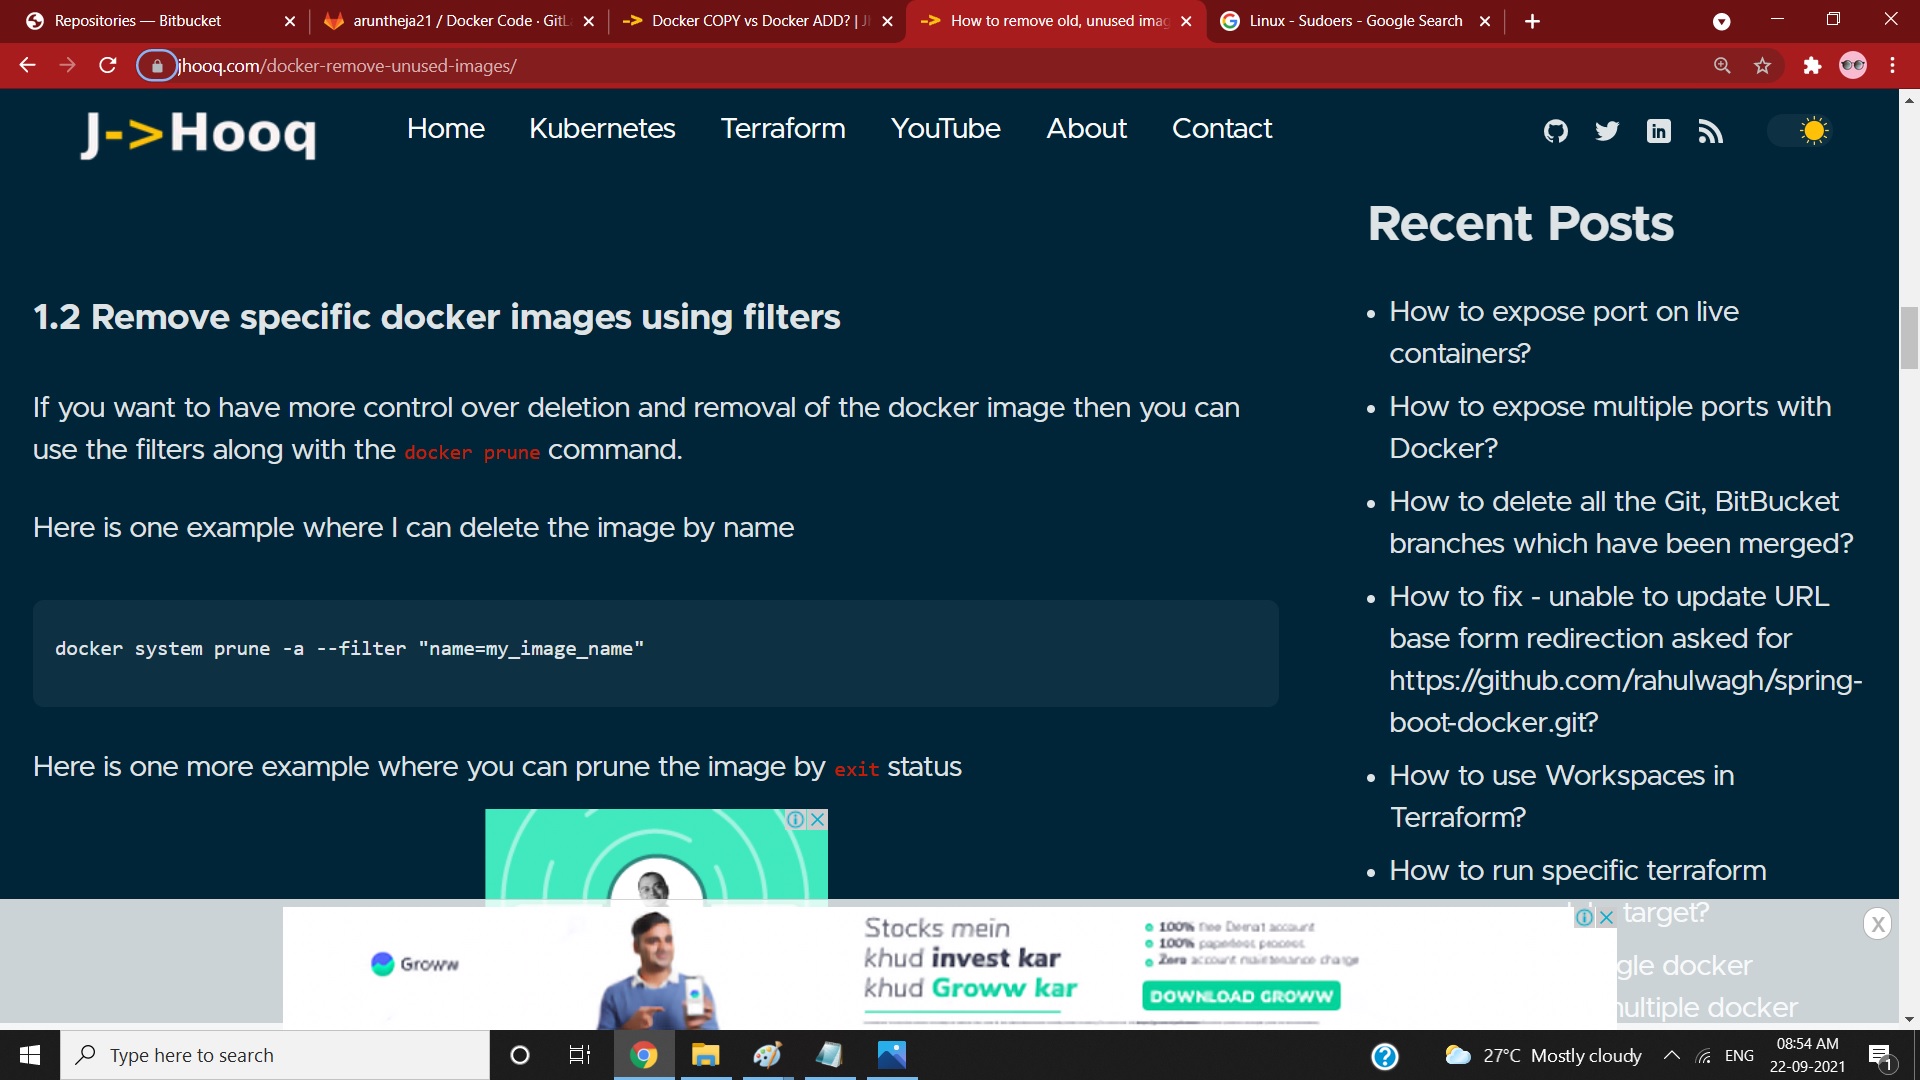 Repositories — Bitbucket
aruntheja21 / Docker Code · GitL
Docker COPY vs Docker ADD? | J
How to remove old, unused imag
Linux - Sudoers - Google Search
jhooq.com/docker-remove-unused-images/
J->Hooq
Home
Kubernetes
Terraform
YouTube
About
Contact
Recent Posts
1.2 Remove specific docker images using filters
If you want to have more control over deletion and removal of the docker image then you can
use the filters along with the docker prune command.
Here is one example where I can delete the image by name
docker system prune -a --filter "name=my_image_name"
Here is one more example where you can prune the image by exit status
How to expose port on live
containers?
How to expose multiple ports with
Docker?
How to delete all the Git, BitBucket
branches which have been merged?
How to fix - unable to update URL
base form redirection asked for
https://github.com/rahulwagh/spring-
boot-docker.git?
How to use Workspaces in
Terraform?
How to run specific terraform
target?
gle docker
nultiple docker
X
Groww
Stocks mein
khud invest kar
khud Groww kar
100% free Demat account
100% paperless process
Zero account maintenance charge
DOWNLOAD GROWW
Type here to search
27°C Mostly cloudy
ENG
08:54 AM
22-09-2021
1